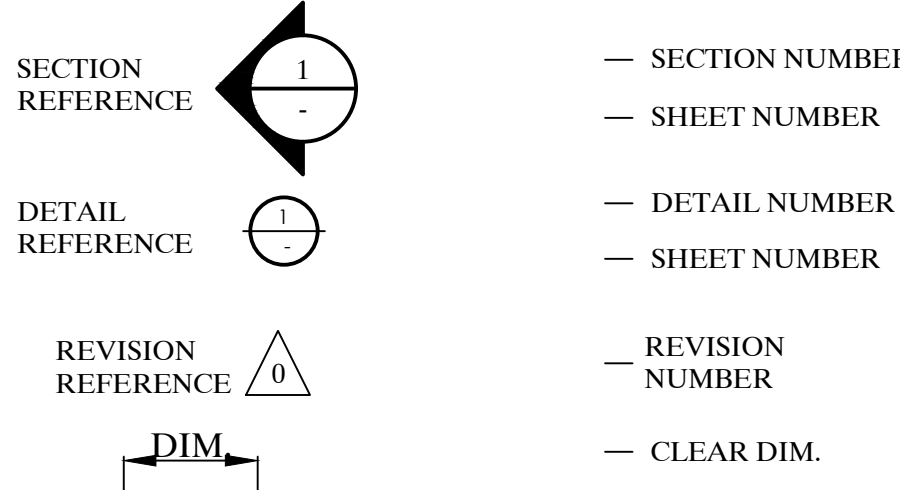 SECTION
REFERENCE
1
-
— SECTION NUMBER
— SHEET NUMBER
DETAIL
REFERENCE
1
-
— DETAIL NUMBER
— SHEET NUMBER
REVISION
REFERENCE
0
— REVISION
NUMBER
DIM.
— CLEAR DIM.